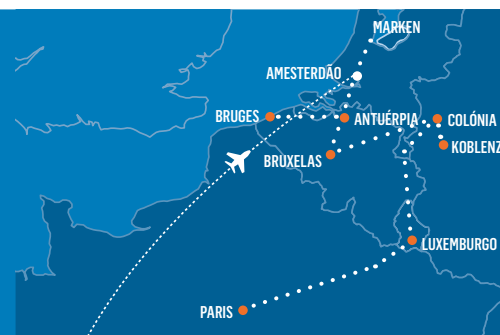 MARKEN
AMESTERDÃO
BRUGES
ANTUÉRPIA
COLÓNIA
KOBLENZ
BRUXELAS
LUXEMBURGO
PARIS